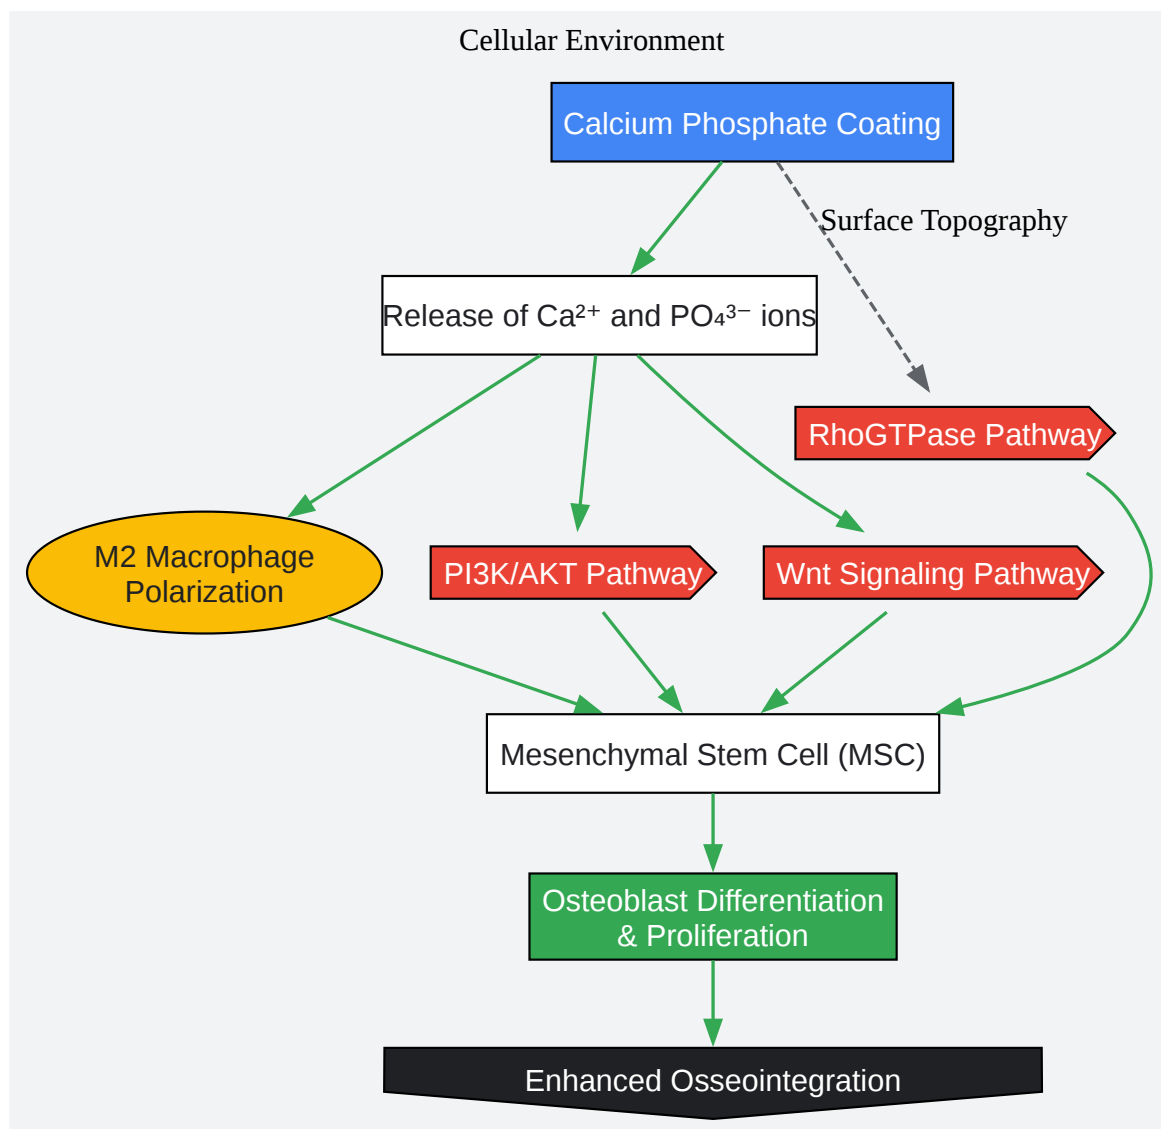 Cellular Environment
Calcium Phosphate Coating
Surface Topography
Release of Ca²⁺ and PO₄³⁻ ions
RhoGTPase Pathway
M2 Macrophage
Polarization
PI3K/AKT Pathway
Wnt Signaling Pathway
Mesenchymal Stem Cell (MSC)
Osteoblast Differentiation
& Proliferation
Enhanced Osseointegration